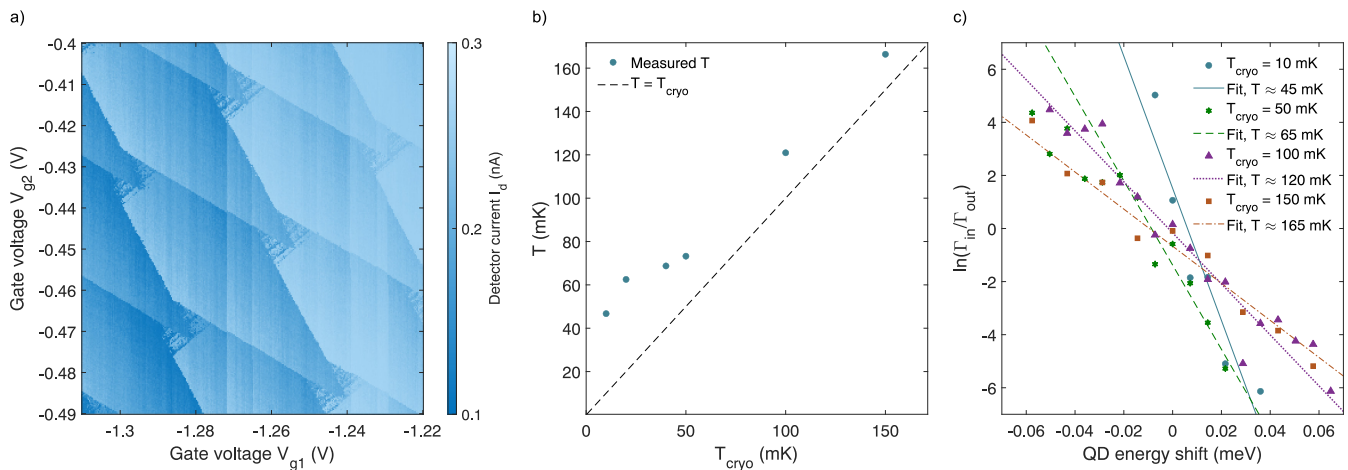 a)
-0.4
-0.41
-0.42
-0.43
-0.44
-0.45
-0.46
-0.47
-0.48
-0.49
Gate voltage V_g2 (V)
-1.3 -1.28 -1.26 -1.24 -1.22
Gate voltage V_g1 (V)
0.3
0.2
0.1
Detector current I_d (nA)
b)
160
140
120
100
80
60
40
20
T (mK)
0 50 100 150
T_cryo (mK)
Measured T
T = T_cryo
c)
6
4
2
0
-2
-4
-6
ln(Γ_in/Γ_out)
-0.06 -0.04 -0.02 0 0.02 0.04 0.06
QD energy shift (meV)
T_cryo = 10 mK
Fit, T ≈ 45 mK
T_cryo = 50 mK
Fit, T ≈ 65 mK
T_cryo = 100 mK
Fit, T ≈ 120 mK
T_cryo = 150 mK
Fit, T ≈ 165 mK